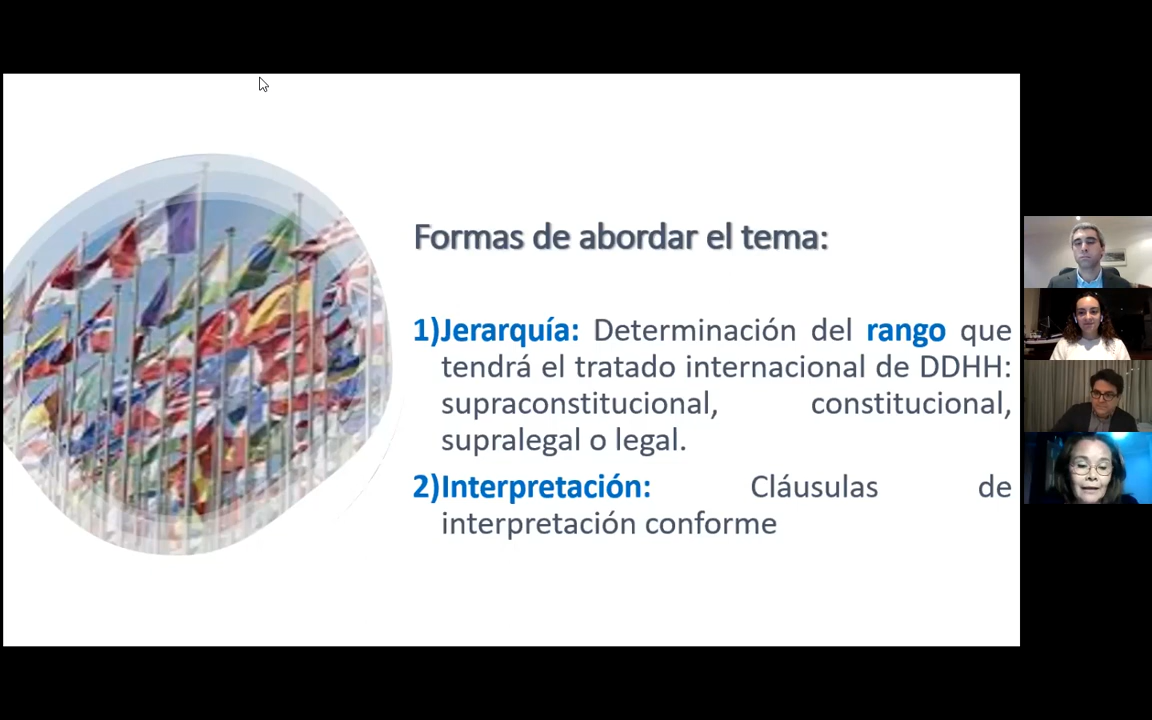 Formas de abordar el tema:
1)Jerarquía: Determinación del rango que
tendrá el tratado internacional de DDHH:
supraconstitucional, constitucional,
supralegal o legal.
2)Interpretación: Cláusulas de
interpretación conforme